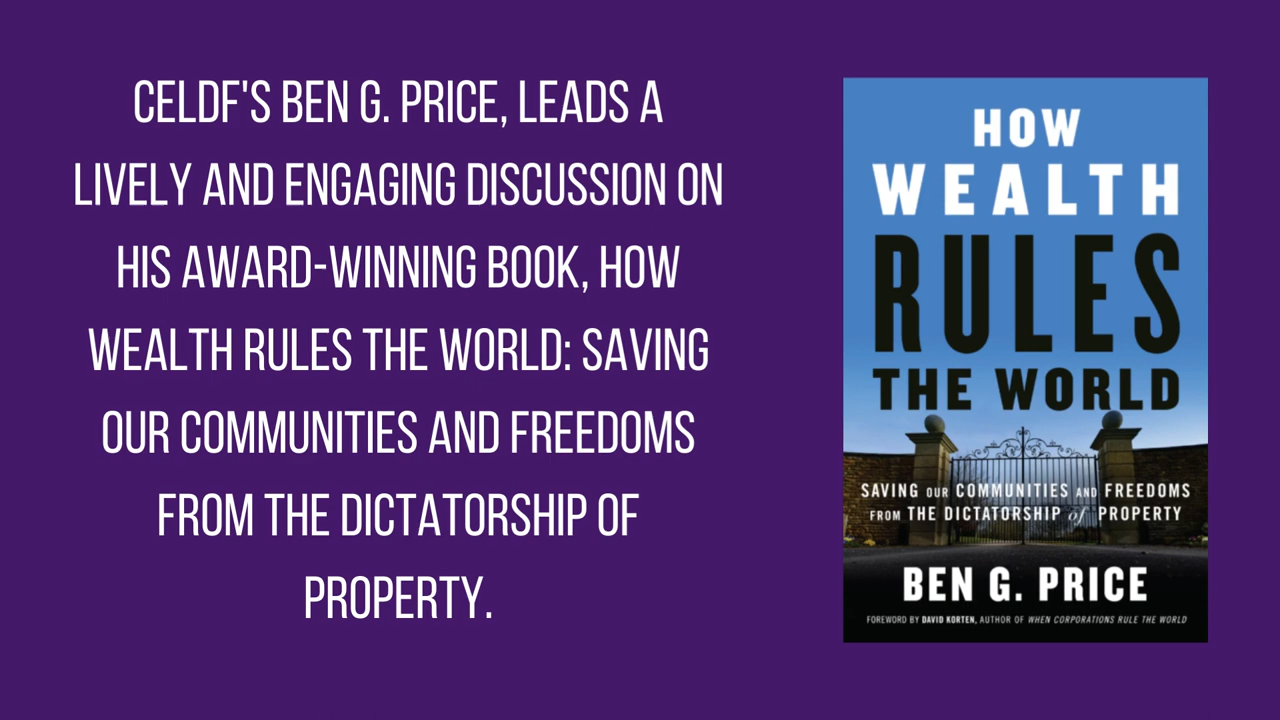 CELDF'S BEN G. PRICE, LEADS A
LIVELY AND ENGAGING DISCUSSION ON
HIS AWARD-WINNING BOOK, HOW
WEALTH RULES THE WORLD: SAVING
OUR COMMUNITIES AND FREEDOMS
FROM THE DICTATORSHIP OF
PROPERTY.
HOW
WEALTH
RULES
THE WORLD
SAVING OUR COMMUNITIES AND FREEDOMS
FROM THE DICTATORSHIP of PROPERTY
BEN G. PRICE
FOREWORD BY DAVID KORTEN, AUTHOR OF WHEN CORPORATIONS RULE THE WORLD